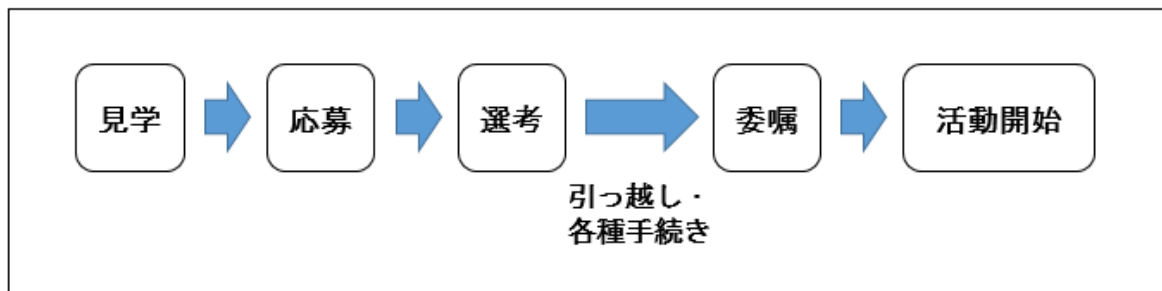 見学
応募
選考
委嘱
活動開始
引っ越し・
各種手続き